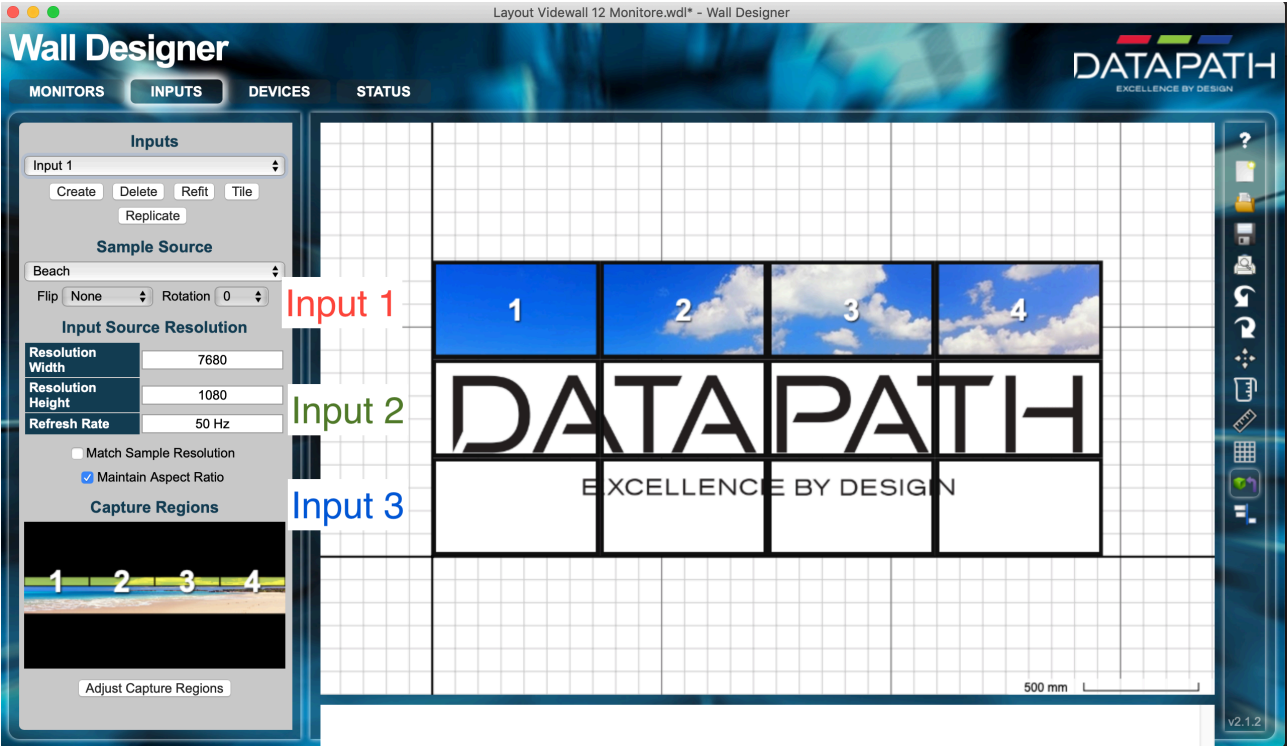 Layout Videwall 12 Monitore.wdl* - Wall Designer
Wall Designer
DATAPATH
EXCELLENCE BY DESIGN
MONITORS INPUTS DEVICES STATUS
Inputs
Input 1
Create Delete Refit Tile
Replicate
Sample Source
Beach
Flip None Rotation 0
Input Source Resolution
Resolution Width 7680
Resolution Height 1080
Refresh Rate 50 Hz
Match Sample Resolution
Maintain Aspect Ratio
Capture Regions
1 2 3 4
Adjust Capture Regions
Input 1
Input 2
Input 3
1 2 3 4
DATAPATH
EXCELLENCE BY DESIGN
500 mm
?
v2.1.2